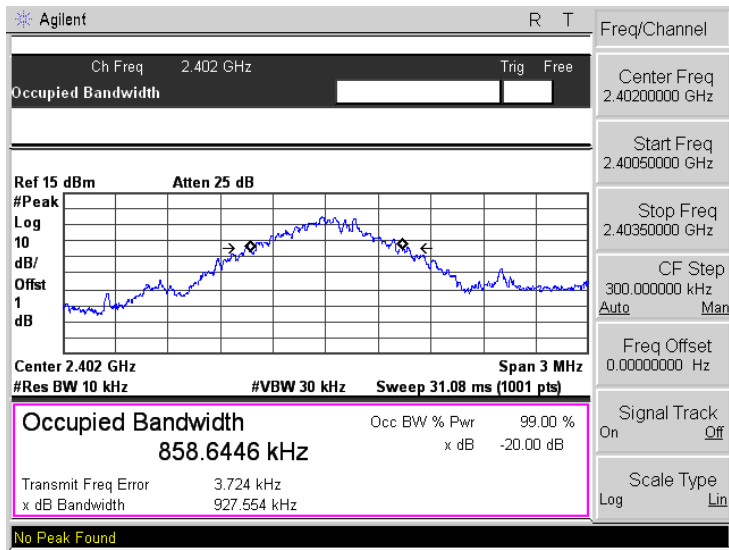 Agilent R T
Ch Freq 2.402 GHz Trig Free
Occupied Bandwidth
Ref 15 dBm Atten 25 dB
#Peak
Log
10
dB/
Offst
1
dB
Center 2.402 GHz Span 3 MHz
#Res BW 10 kHz #VBW 30 kHz Sweep 31.08 ms (1001 pts)
Occupied Bandwidth Occ BW % Pwr 99.00 %
858.6446 kHz x dB -20.00 dB
Transmit Freq Error 3.724 kHz
x dB Bandwidth 927.554 kHz
No Peak Found
Freq/Channel
Center Freq
2.40200000 GHz
Start Freq
2.40050000 GHz
Stop Freq
2.40350000 GHz
CF Step
300.000000 kHz
Auto Man
Freq Offset
0.00000000 Hz
Signal Track
On Off
Scale Type
Log Lin